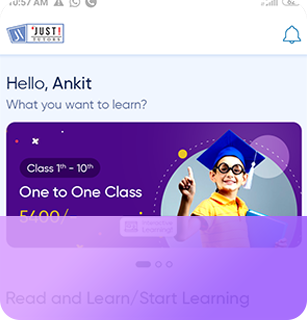 10:57 AM
'JUST!
TUTORS
Hello, Ankit
What you want to learn?
Class 1th - 10th
One to One Class
5400/-
Read and Learn/Start Learning